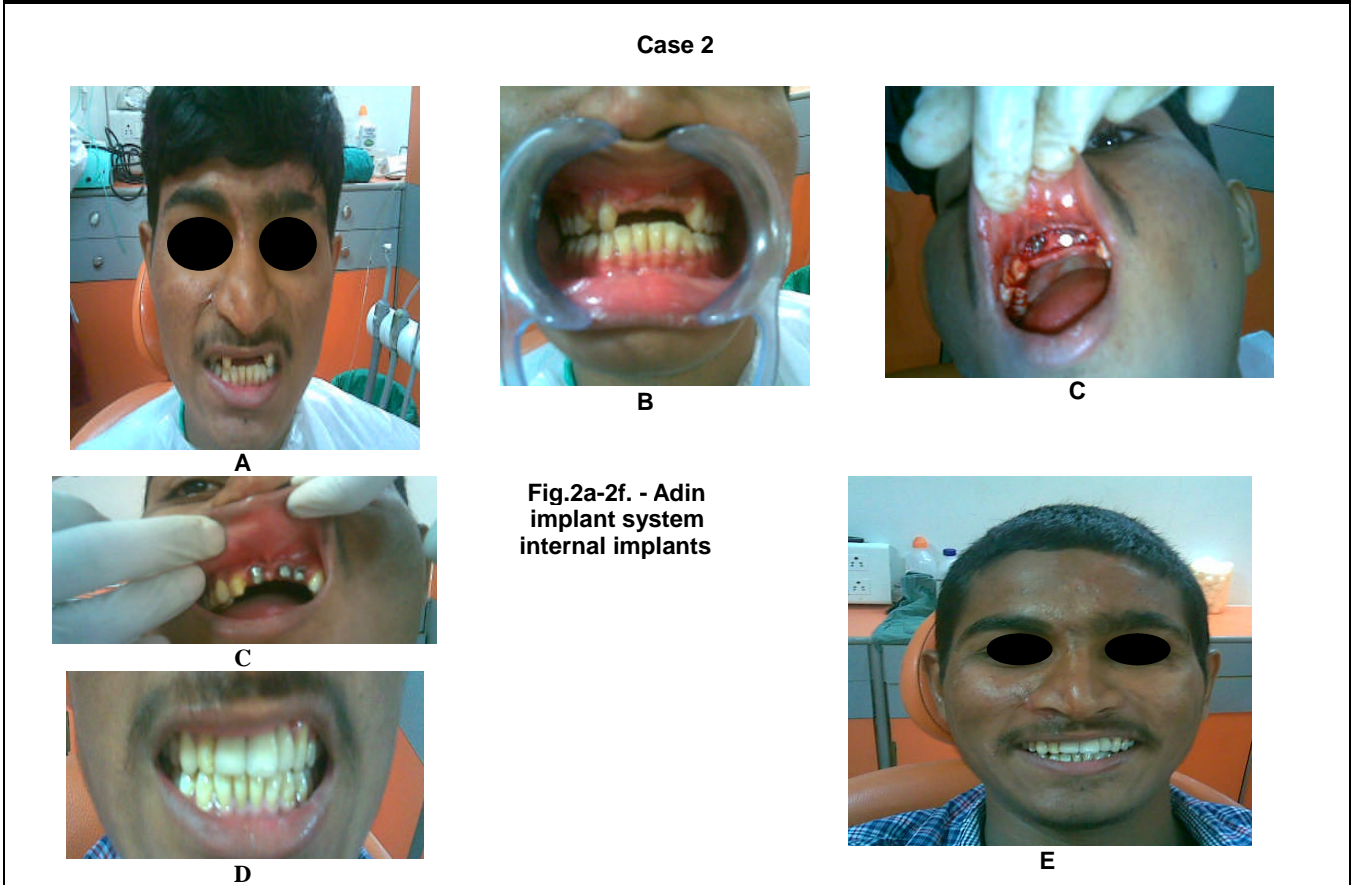 Case 2
A
B
C
C
Fig.2a-2f. - Adin
implant system
internal implants
D
E